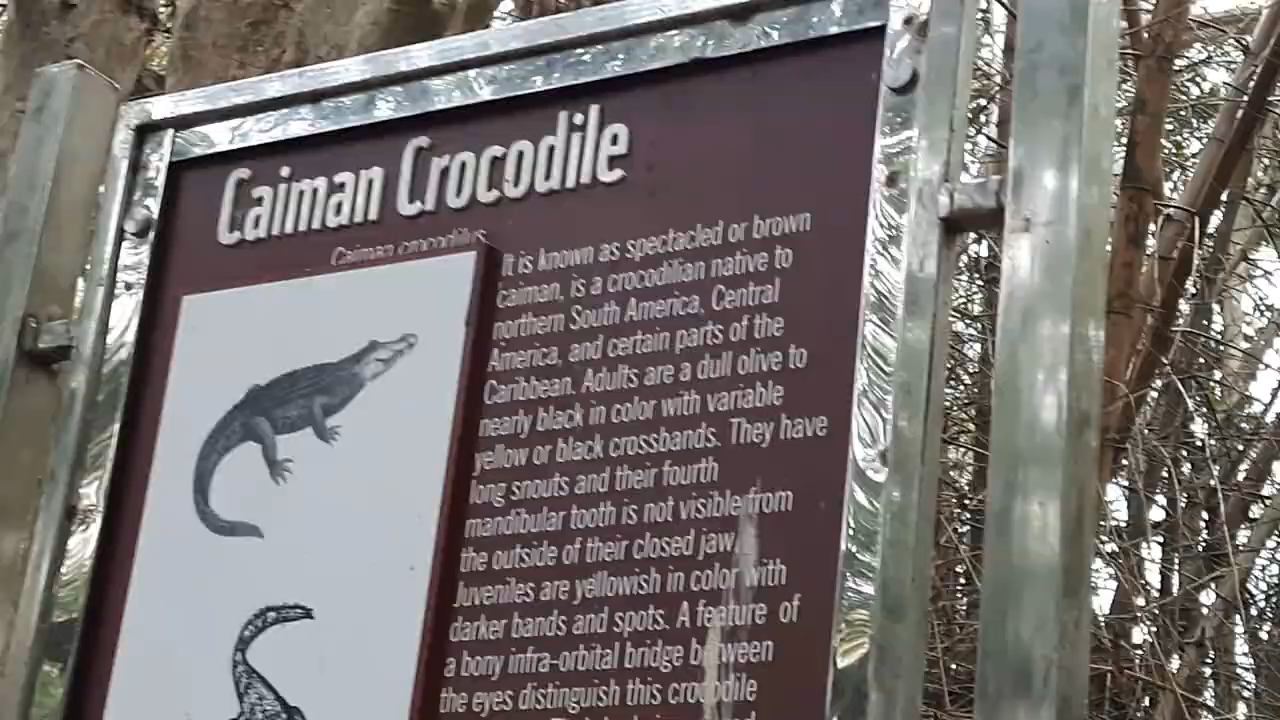 Caiman Crocodile
Caiman crocodilus
It is known as spectacled or brown
caiman, is a crocodilian native to
northern South America, Central
America, and certain parts of the
Caribbean. Adults are a dull olive to
nearly black in color with variable
yellow or black crossbands. They have
long snouts and their fourth
mandibular tooth is not visible from
the outside of their closed jaw.
Juveniles are yellowish in color with
darker bands and spots. A feature of
a bony infra-orbital bridge between
the eyes distinguish this crocodile